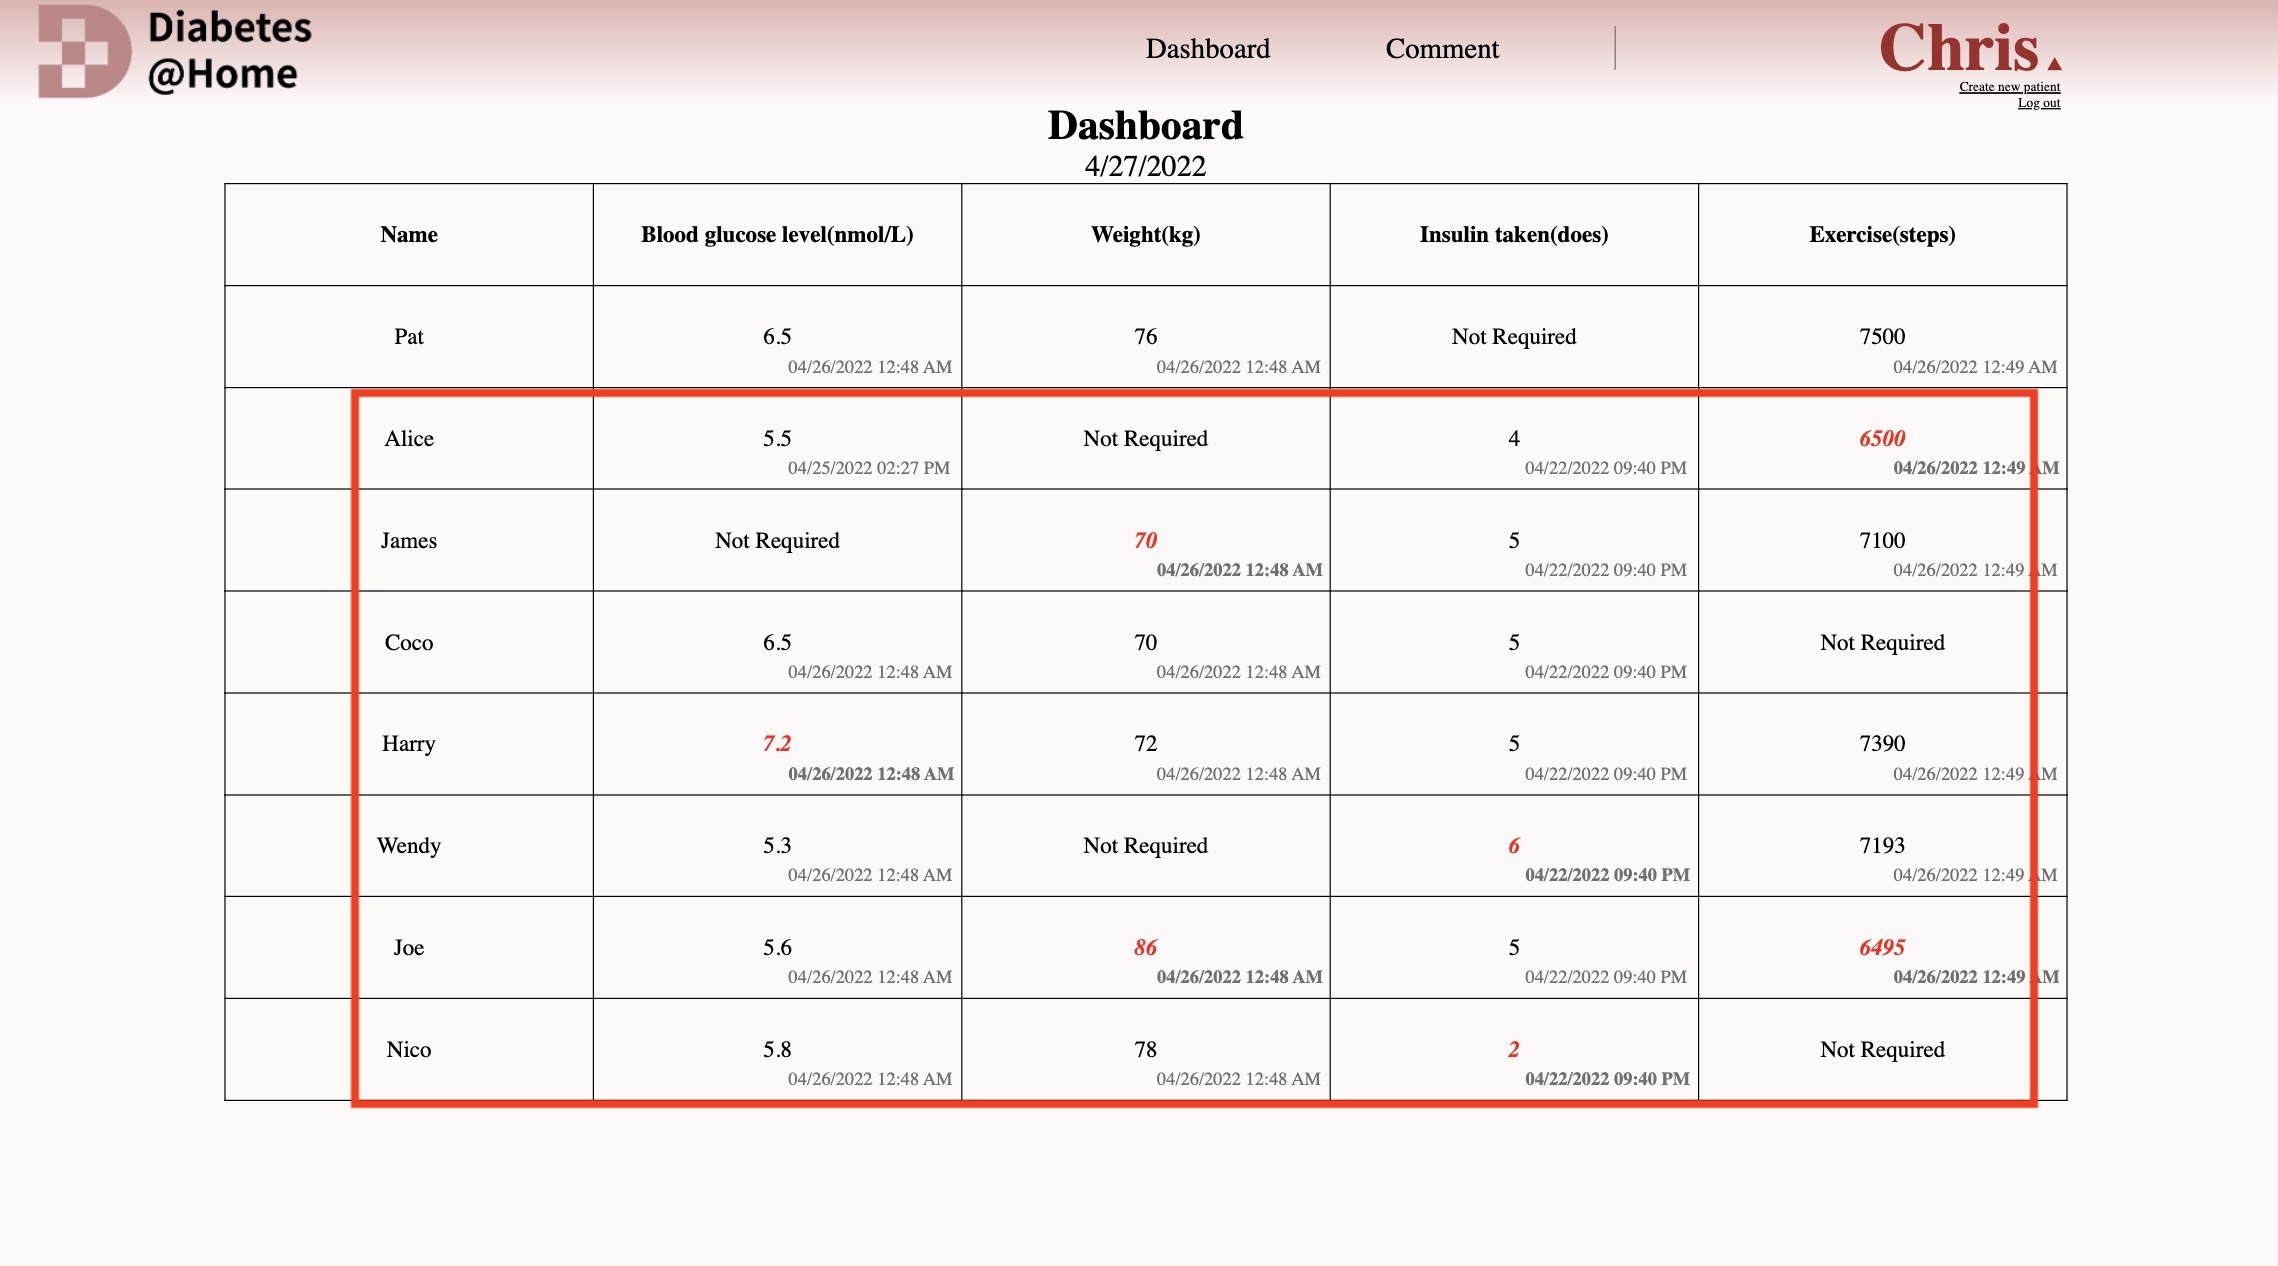 Diabetes
@Home
Dashboard Comment
Chris.
Create new patient
Log out
Dashboard
4/27/2022
Name Blood glucose level(nmol/L) Weight(kg) Insulin taken(does) Exercise(steps)
Pat 6.5 76 Not Required 7500
04/26/2022 12:48 AM 04/26/2022 12:48 AM 04/26/2022 12:49 AM
Alice 5.5 Not Required 4 6500
04/25/2022 02:27 PM 04/22/2022 09:40 PM 04/26/2022 12:49 AM
James Not Required 70 5 7100
04/26/2022 12:48 AM 04/22/2022 09:40 PM 04/26/2022 12:49 AM
Coco 6.5 70 5 Not Required
04/26/2022 12:48 AM 04/26/2022 12:48 AM 04/22/2022 09:40 PM
Harry 7.2 72 5 7390
04/26/2022 12:48 AM 04/26/2022 12:48 AM 04/22/2022 09:40 PM 04/26/2022 12:49 AM
Wendy 5.3 Not Required 6 7193
04/26/2022 12:48 AM 04/22/2022 09:40 PM 04/26/2022 12:49 AM
Joe 5.6 86 5 6495
04/26/2022 12:48 AM 04/26/2022 12:48 AM 04/22/2022 09:40 PM 04/26/2022 12:49 AM
Nico 5.8 78 2 Not Required
04/26/2022 12:48 AM 04/26/2022 12:48 AM 04/22/2022 09:40 PM